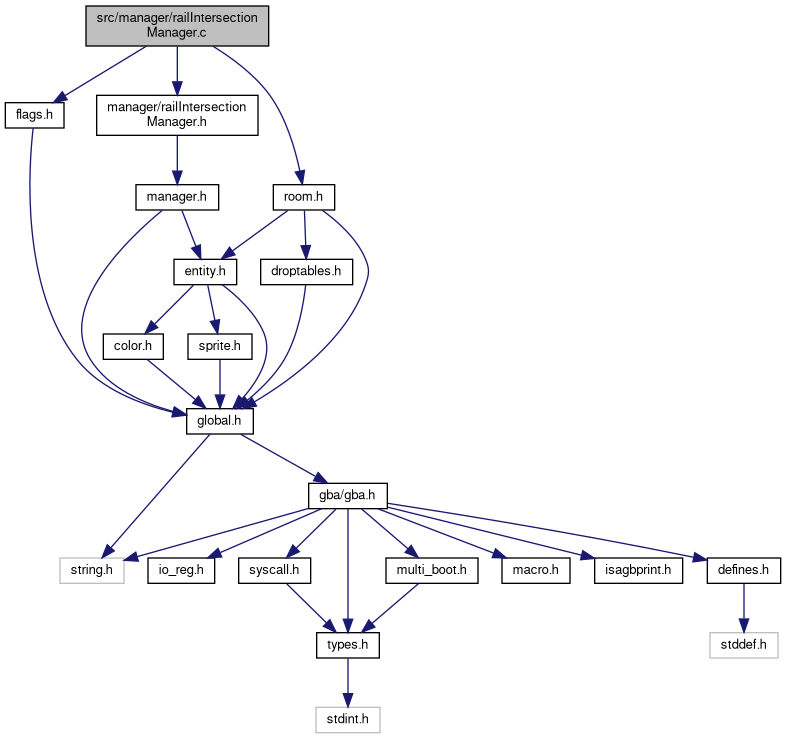 src/manager/railIntersection
Manager.c
flags.h
manager/railIntersection
Manager.h
manager.h
room.h
entity.h
droptables.h
color.h
sprite.h
global.h
gba/gba.h
string.h
io_reg.h
syscall.h
multi_boot.h
macro.h
isagbprint.h
defines.h
types.h
stddef.h
stdint.h